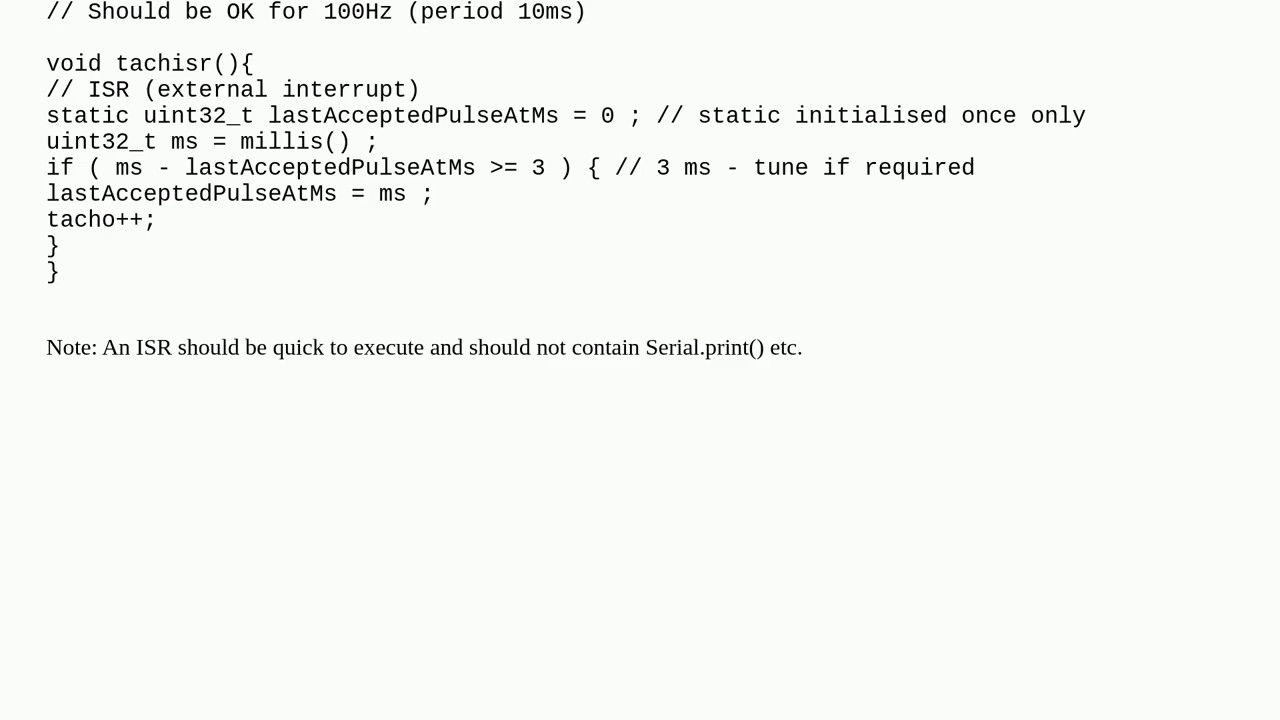 // Should be OK for 100Hz (period 10ms)
void tachisr(){
// ISR (external interrupt)
static uint32_t lastAcceptedPulseAtMs = 0 ; // static initialised once only
uint32_t ms = millis() ;
if ( ms - lastAcceptedPulseAtMs >= 3 ) { // 3 ms - tune if required
lastAcceptedPulseAtMs = ms ;
tacho++;
}
}
Note: An ISR should be quick to execute and should not contain Serial.print() etc.